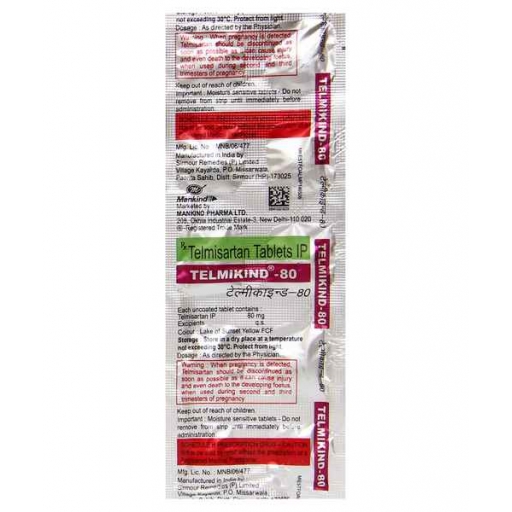 not exceeding 30°C. Protect from light.
Dosage : As directed by the Physician.
Warning : When pregnancy is detected,
Telmisartan should be discontinued as
soon as possible as it can cause injury
and even death to the developing foetus,
when used during second and third
trimesters of pregnancy.
Keep out of reach of children.
Important : Moisture sensitive tablets - Do not
remove from strip until immediately before
administration.
Mfg. Lic. No. : MNB/06/477
Manufactured in India by
Sirmour Remedies (P) Limited
Village Kayarda, P.O. Missarwala,
Paonta Sahib, Distt. Sirmour (HP)-173025
Mankind
Marketed by
MANKIND PHARMA LTD.
208, Okhla Industrial Estate-3, New Delhi-110 020
®-Registered Trade Mark
Rx Telmisartan Tablets IP
TELMIKIND®-80
टेल्मीकाइन्ड-80
Each uncoated tablet contains :
Telmisartan IP 80 mg
Excipients q.s.
Colour : Lake of Sunset Yellow FCF
Storage : Store in a dry place at a temperature
not exceeding 30°C. Protect from light.
Dosage : As directed by the Physician.
Warning : When pregnancy is detected,
Telmisartan should be discontinued as
soon as possible as it can cause injury
and even death to the developing foetus,
when used during second and third
trimesters of pregnancy.
Keep out of reach of children.
Important : Moisture sensitive tablets - Do not
remove from strip until immediately before
administration.
SCHEDULE H PRESCRIPTION DRUG - CAUTION
Mfg. Lic. No. : MNB/06/477
Manufactured in India by
Sirmour Remedies (P) Limited
Village Kayarda, P.O. Missarwala,
TELMIKIND-80
टेल्मीकाइन्ड-80
TELMIKIND-80
टेल्मीकाइन्ड-80
TELMIKIND-80